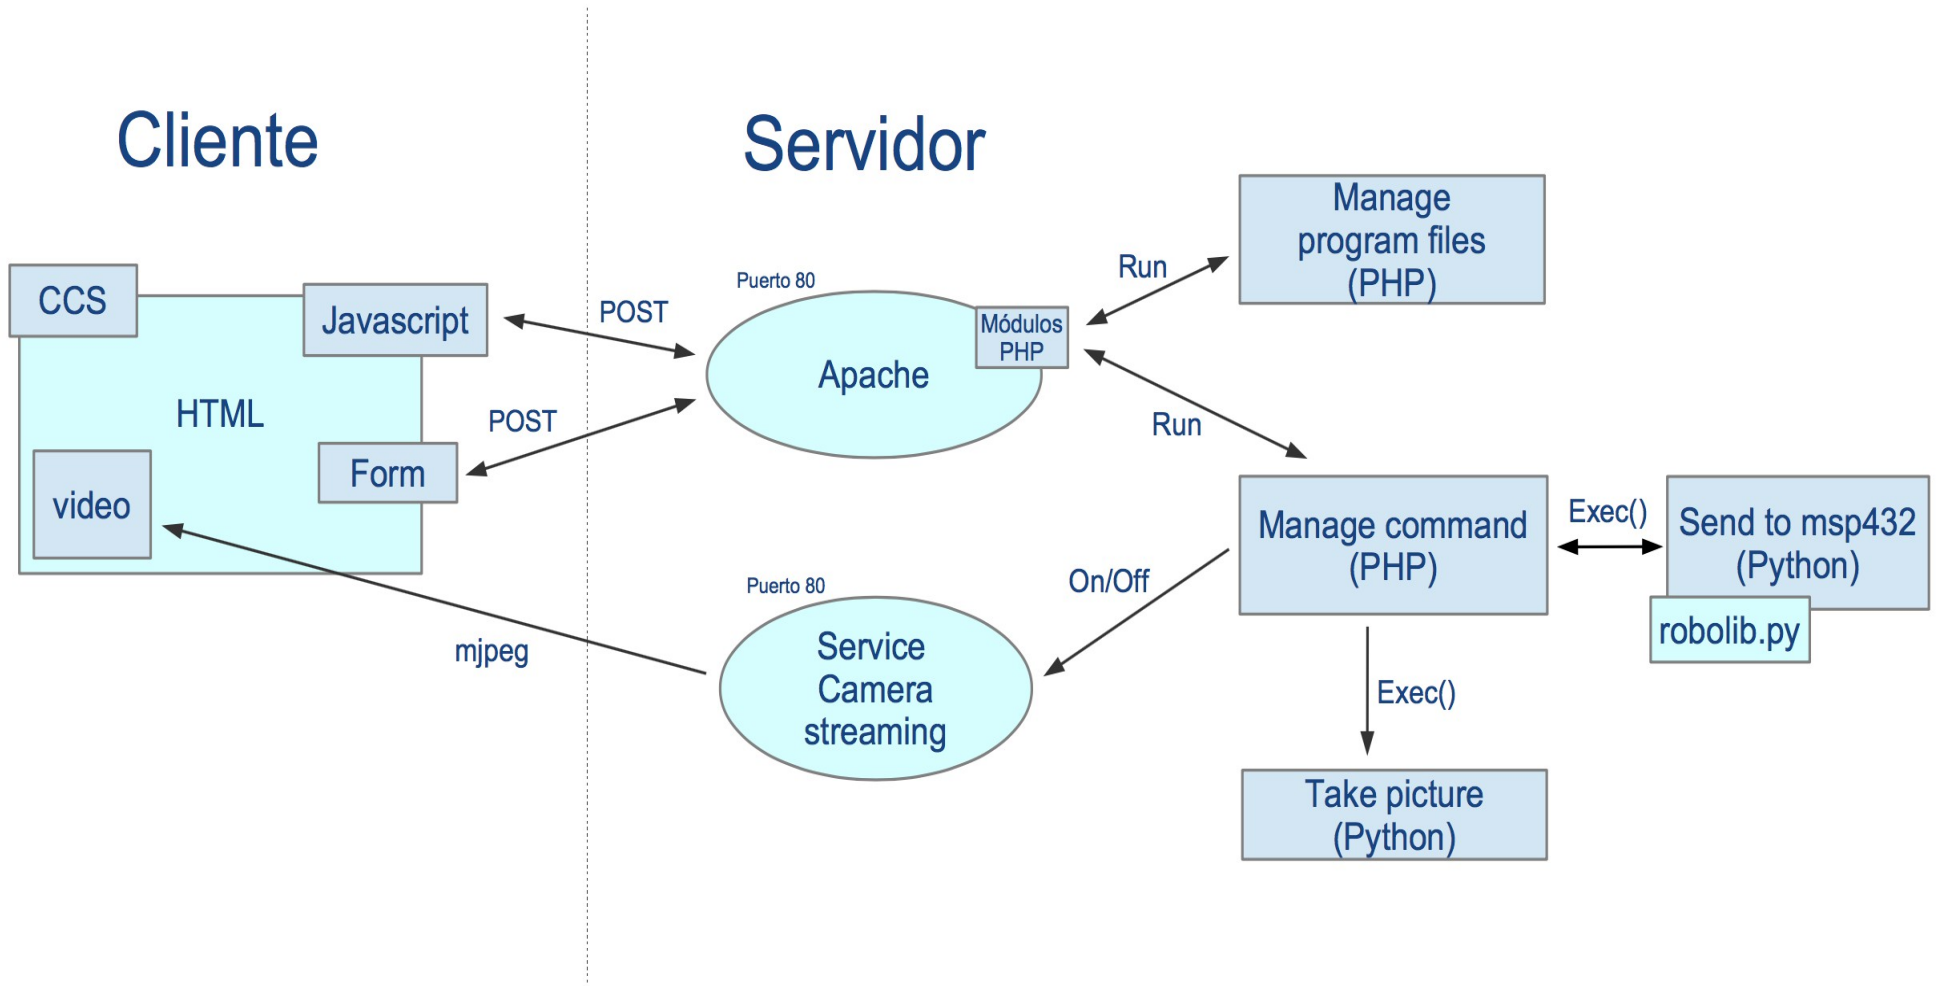 Cliente
Servidor
CCS
Javascript
HTML
video
Form
POST
POST
mjpeg
Puerto 80
Apache
Módulos
PHP
Run
Run
Manage
program files
(PHP)
Manage command
(PHP)
Exec()
Send to msp432
(Python)
robolib.py
On/Off
Puerto 80
Service
Camera
streaming
Exec()
Take picture
(Python)